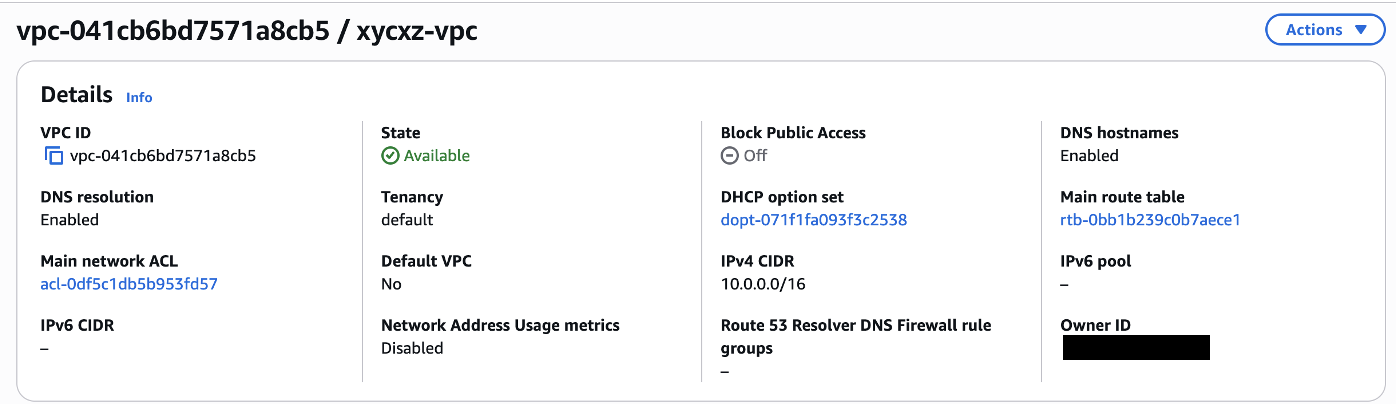 vpc-041cb6bd7571a8cb5 / xycxz-vpc
Actions
Details Info
VPC ID
vpc-041cb6bd7571a8cb5
State
Available
Block Public Access
Off
DNS hostnames
Enabled
DNS resolution
Enabled
Tenancy
default
DHCP option set
dopt-071f1fa093f3c2538
Main route table
rtb-0bb1b239c0b7aece1
Main network ACL
acl-0df5c1db5b953fd57
Default VPC
No
IPv4 CIDR
10.0.0.0/16
IPv6 pool
–
IPv6 CIDR
–
Network Address Usage metrics
Disabled
Route 53 Resolver DNS Firewall rule
groups
–
Owner ID